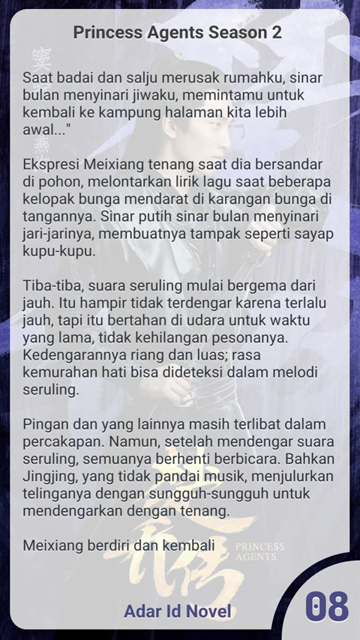 Princess Agents Season 2
Saat badai dan salju merusak rumahku, sinar
bulan menyinari jiwaku, memintamu untuk
kembali ke kampung halaman kita lebih
awal..."
Ekspresi Meixiang tenang saat dia bersandar
di pohon, melontarkan lirik lagu saat beberapa
kelopak bunga mendarat di karangan bunga di
tangannya. Sinar putih sinar bulan menyinari
jari-jarinya, membuatnya tampak seperti sayap
kupu-kupu.
Tiba-tiba, suara seruling mulai bergema dari
jauh. Itu hampir tidak terdengar karena terlalu
jauh, tapi itu bertahan di udara untuk waktu
yang lama, tidak kehilangan pesonanya.
Kedengarannya riang dan luas; rasa
kemurahan hati bisa dideteksi dalam melodi
seruling.
Pingan dan yang lainnya masih terlibat dalam
percakapan. Namun, setelah mendengar suara
seruling, semuanya berhenti berbicara. Bahkan
Jingjing, yang tidak pandai musik, menjulurkan
telinganya dengan sungguh-sungguh untuk
mendengarkan dengan tenang.
Meixiang berdiri dan kembali
PRINCESS
AGENTS
Adar Id Novel
08